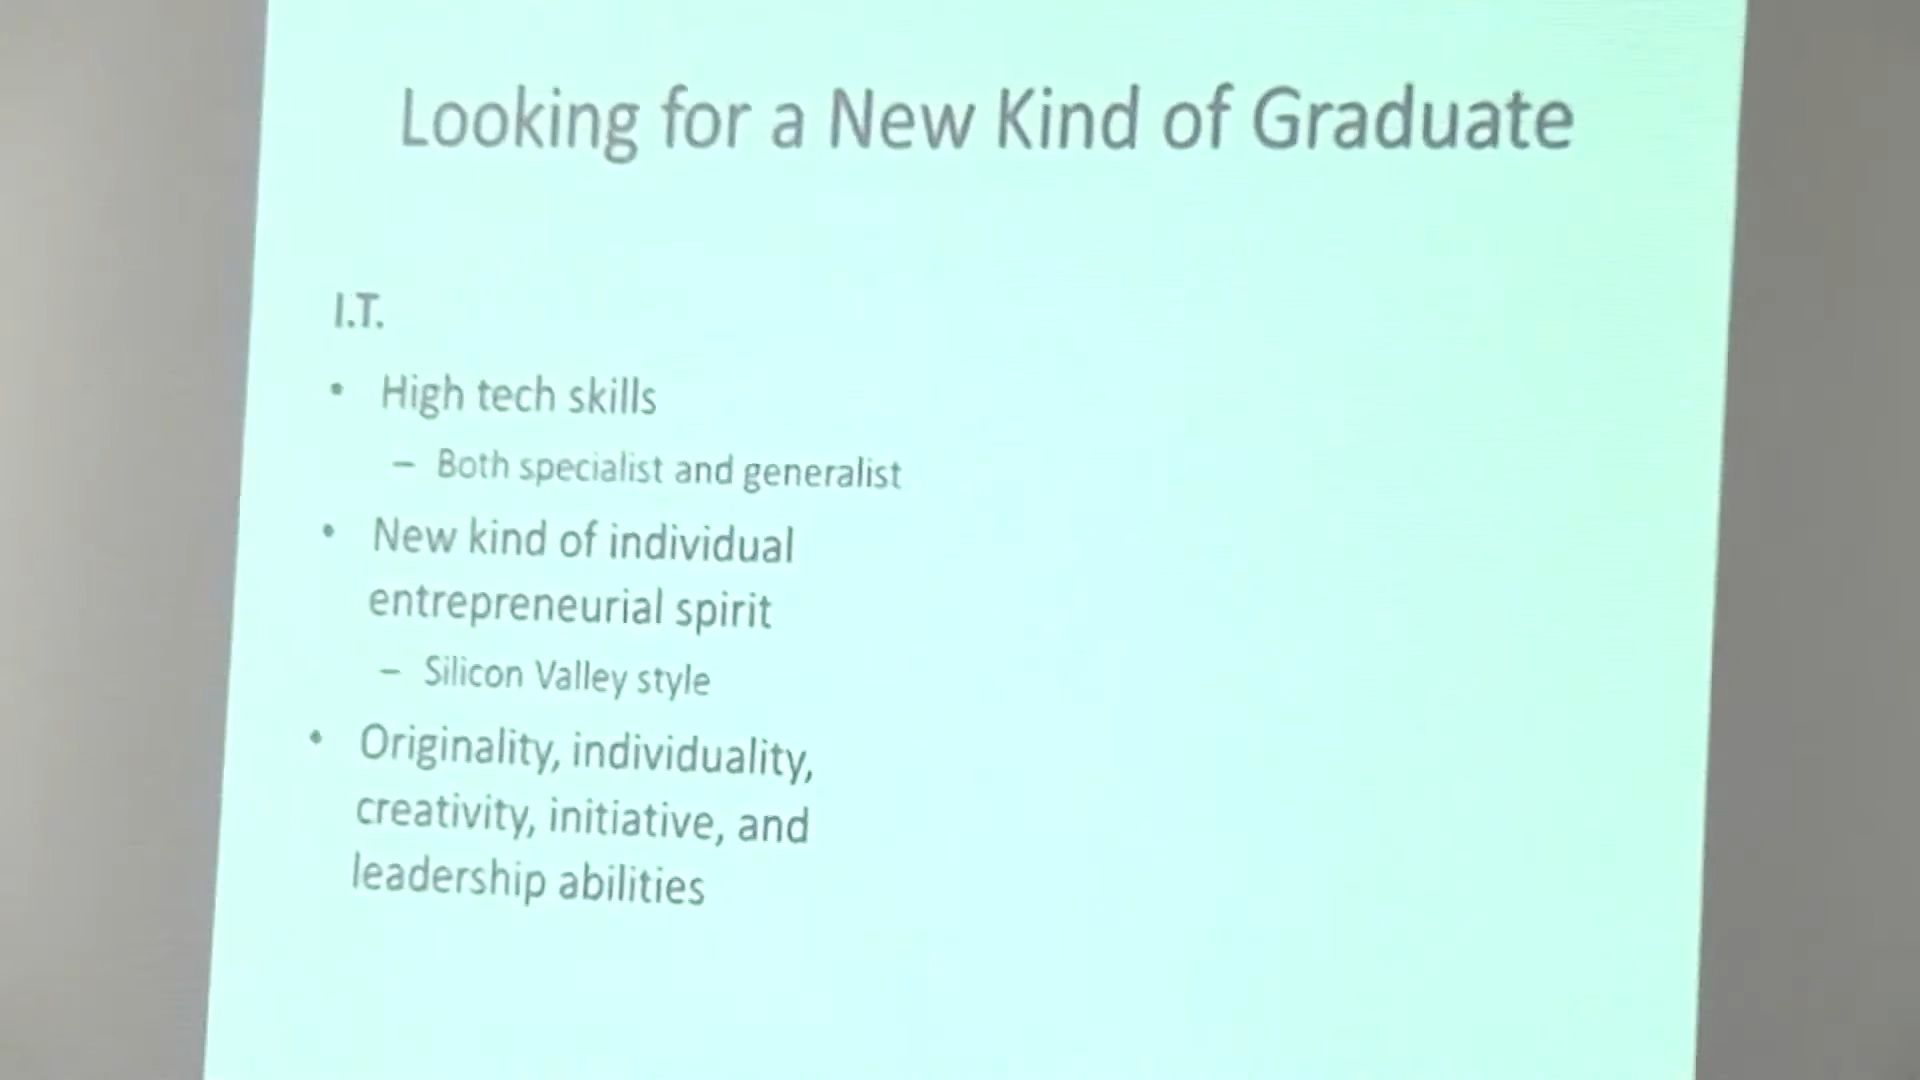 Looking for a New Kind of Graduate
I.T.
• High tech skills
– Both specialist and generalist
• New kind of individual
entrepreneurial spirit
– Silicon Valley style
• Originality, individuality,
creativity, initiative, and
leadership abilities